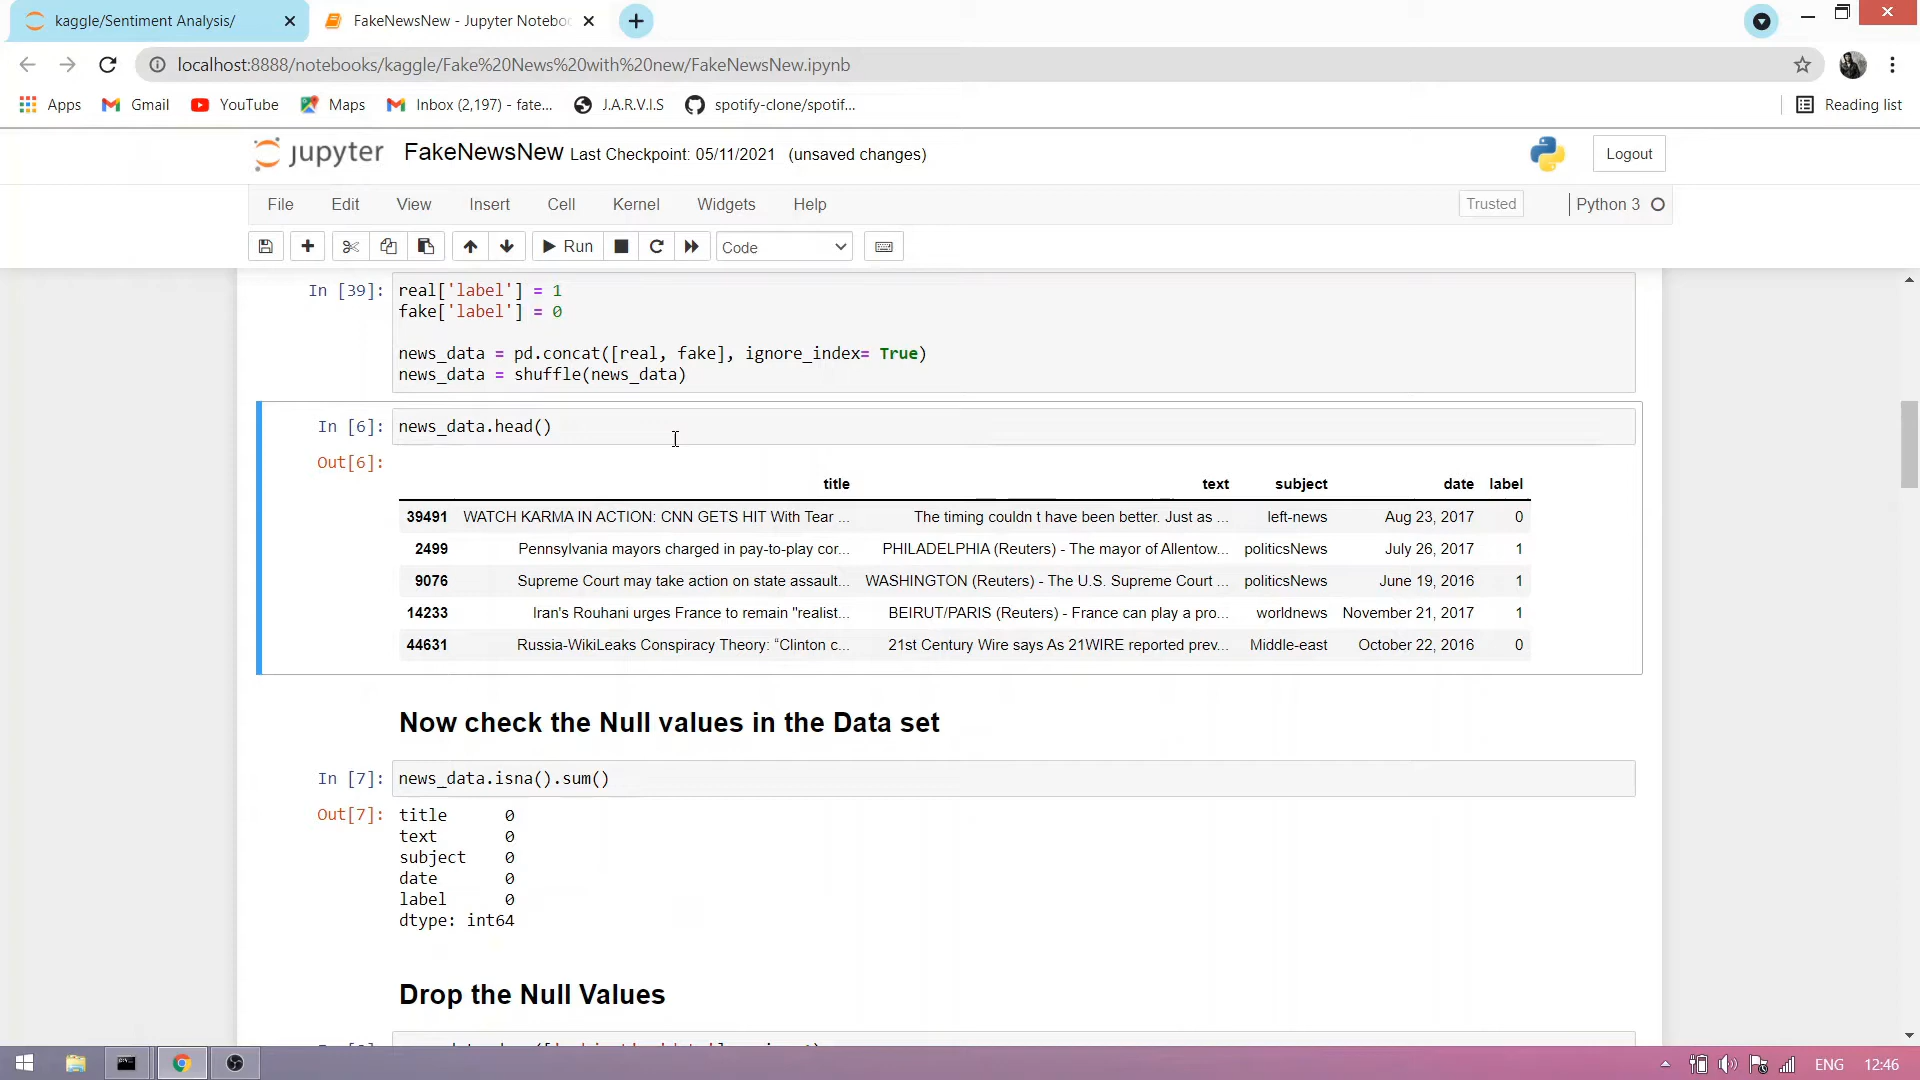 kaggle/Sentiment Analysis/
FakeNewsNew - Jupyter Noteboo
localhost:8888/notebooks/kaggle/Fake%20News%20with%20new/FakeNewsNew.ipynb
Apps Gmail YouTube Maps Inbox (2,197) - fate... J.A.R.V.I.S spotify-clone/spotif... Reading list
jupyter FakeNewsNew Last Checkpoint: 05/11/2021 (unsaved changes) Logout
File Edit View Insert Cell Kernel Widgets Help Trusted Python 3
Run Code
In [39]: real['label'] = 1
fake['label'] = 0
news_data = pd.concat([real, fake], ignore_index= True)
news_data = shuffle(news_data)
In [6]: news_data.head()
Out[6]:
title text subject date label
39491 WATCH KARMA IN ACTION: CNN GETS HIT With Tear ... The timing couldn t have been better. Just as ... left-news Aug 23, 2017 0
2499 Pennsylvania mayors charged in pay-to-play cor... PHILADELPHIA (Reuters) - The mayor of Allentow... politicsNews July 26, 2017 1
9076 Supreme Court may take action on state assault... WASHINGTON (Reuters) - The U.S. Supreme Court ... politicsNews June 19, 2016 1
14233 Iran's Rouhani urges France to remain "realist... BEIRUT/PARIS (Reuters) - France can play a pro... worldnews November 21, 2017 1
44631 Russia-WikiLeaks Conspiracy Theory: “Clinton c... 21st Century Wire says As 21WIRE reported prev... Middle-east October 22, 2016 0
Now check the Null values in the Data set
In [7]: news_data.isna().sum()
Out[7]: title 0
text 0
subject 0
date 0
label 0
dtype: int64
Drop the Null Values
ENG 12:46